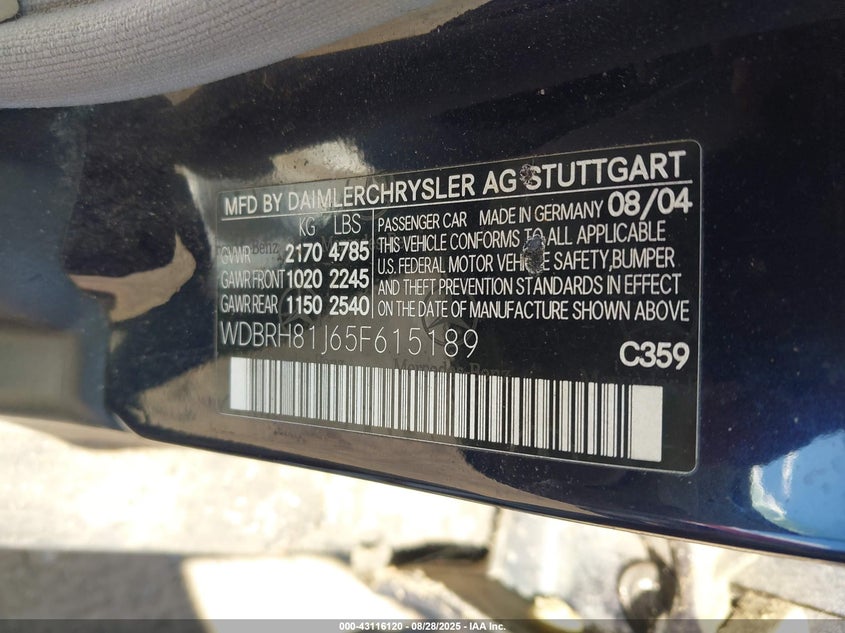 MFD BY DAIMLERCHRYSLER AG STUTTGART
KG LBS
GVWR 2170 4785
GAWR FRONT 1020 2245
GAWR REAR 1150 2540
PASSENGER CAR MADE IN GERMANY 08/04
THIS VEHICLE CONFORMS TO ALL APPLICABLE
U.S. FEDERAL MOTOR VEHICLE SAFETY, BUMPER
AND THEFT PREVENTION STANDARDS IN EFFECT
ON THE DATE OF MANUFACTURE SHOWN ABOVE
WDBRH81J65F615189
C359
Mercedes-Benz
000-43116120 - 08/28/2025 - IAA Inc.